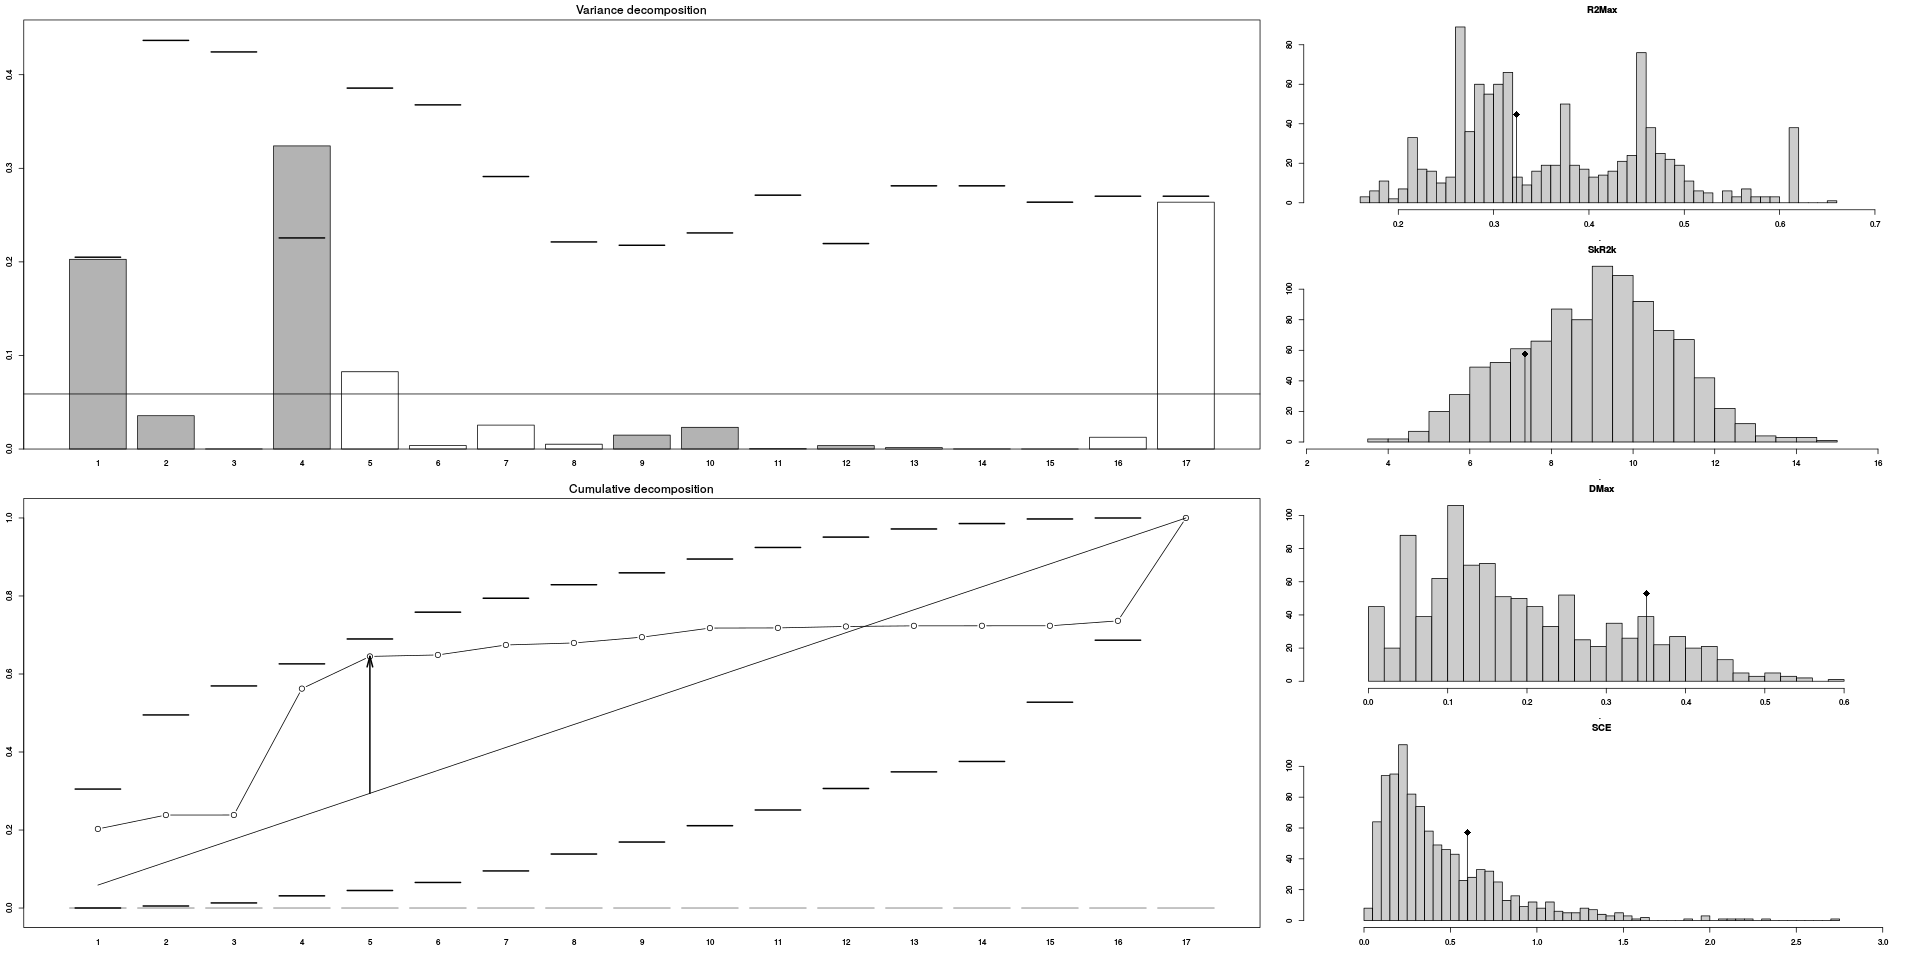 Variance decomposition
0.0 0.1 0.2 0.3 0.4
1 2 3 4 5 6 7 8 9 10 11 12 13 14 15 16 17
Cumulative decomposition
0.0 0.2 0.4 0.6 0.8 1.0
1 2 3 4 5 6 7 8 9 10 11 12 13 14 15 16 17
R2Max
0 20 40 60 80
0.2 0.3 0.4 0.5 0.6 0.7
SkR2k
0 20 40 60 80 100
2 4 6 8 10 12 14 16
DMax
0 20 40 60 80 100
0.0 0.1 0.2 0.3 0.4 0.5 0.6
SCE
0 20 40 60 80 100
0.0 0.5 1.0 1.5 2.0 2.5 3.0